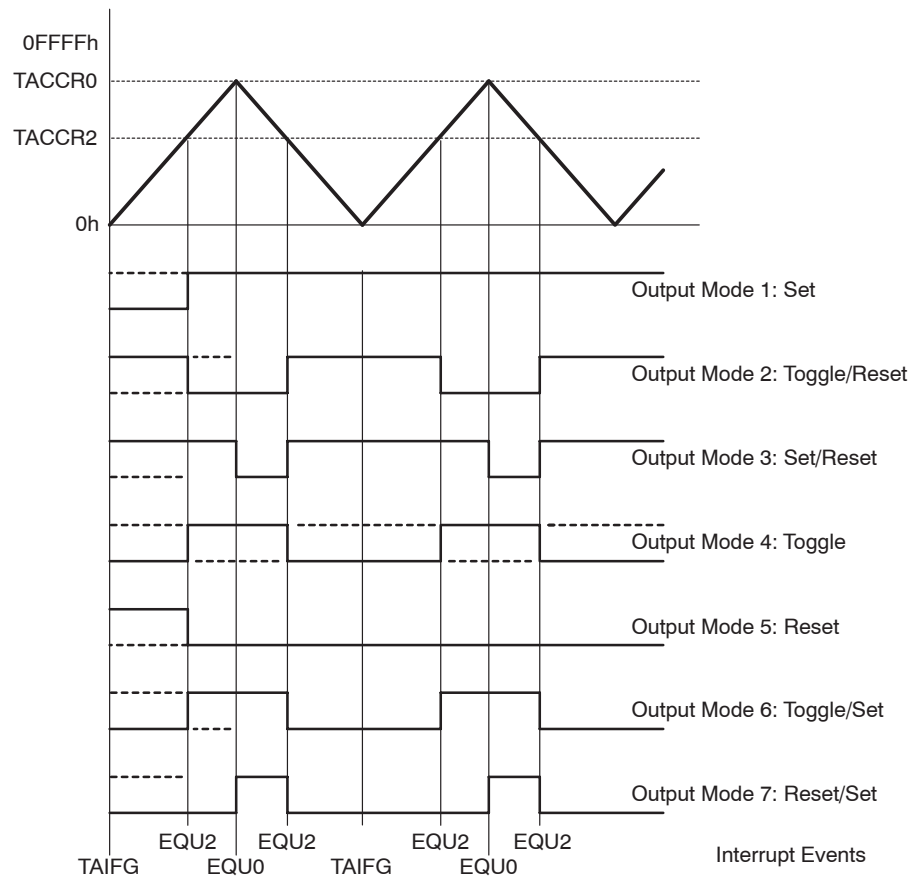 0FFFFh
TACCR0
TACCR2
0h
Output Mode 1: Set
Output Mode 2: Toggle/Reset
Output Mode 3: Set/Reset
Output Mode 4: Toggle
Output Mode 5: Reset
Output Mode 6: Toggle/Set
Output Mode 7: Reset/Set
EQU2 EQU2 EQU2 EQU2
TAIFG EQU0 TAIFG EQU0 Interrupt Events